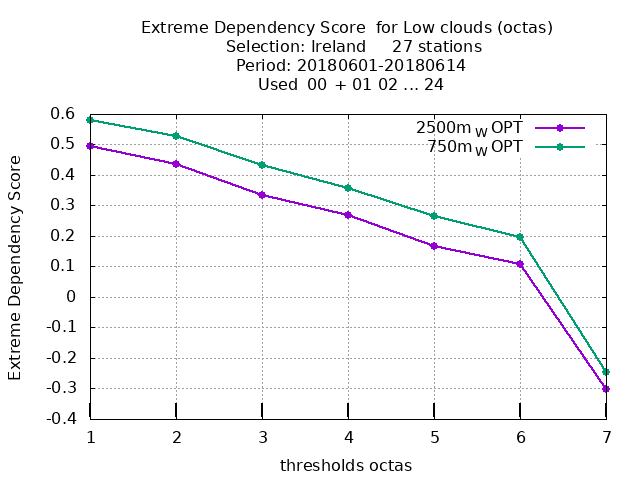 Extreme Dependency Score  for Low clouds (octas)
Selection: Ireland     27 stations
Period: 20180601-20180614
Used  00 + 01 02 ... 24
2500m_W OPT
750m_W OPT
Extreme Dependency Score
0.6
0.5
0.4
0.3
0.2
0.1
0
-0.1
-0.2
-0.3
-0.4
1 2 3 4 5 6 7
thresholds octas